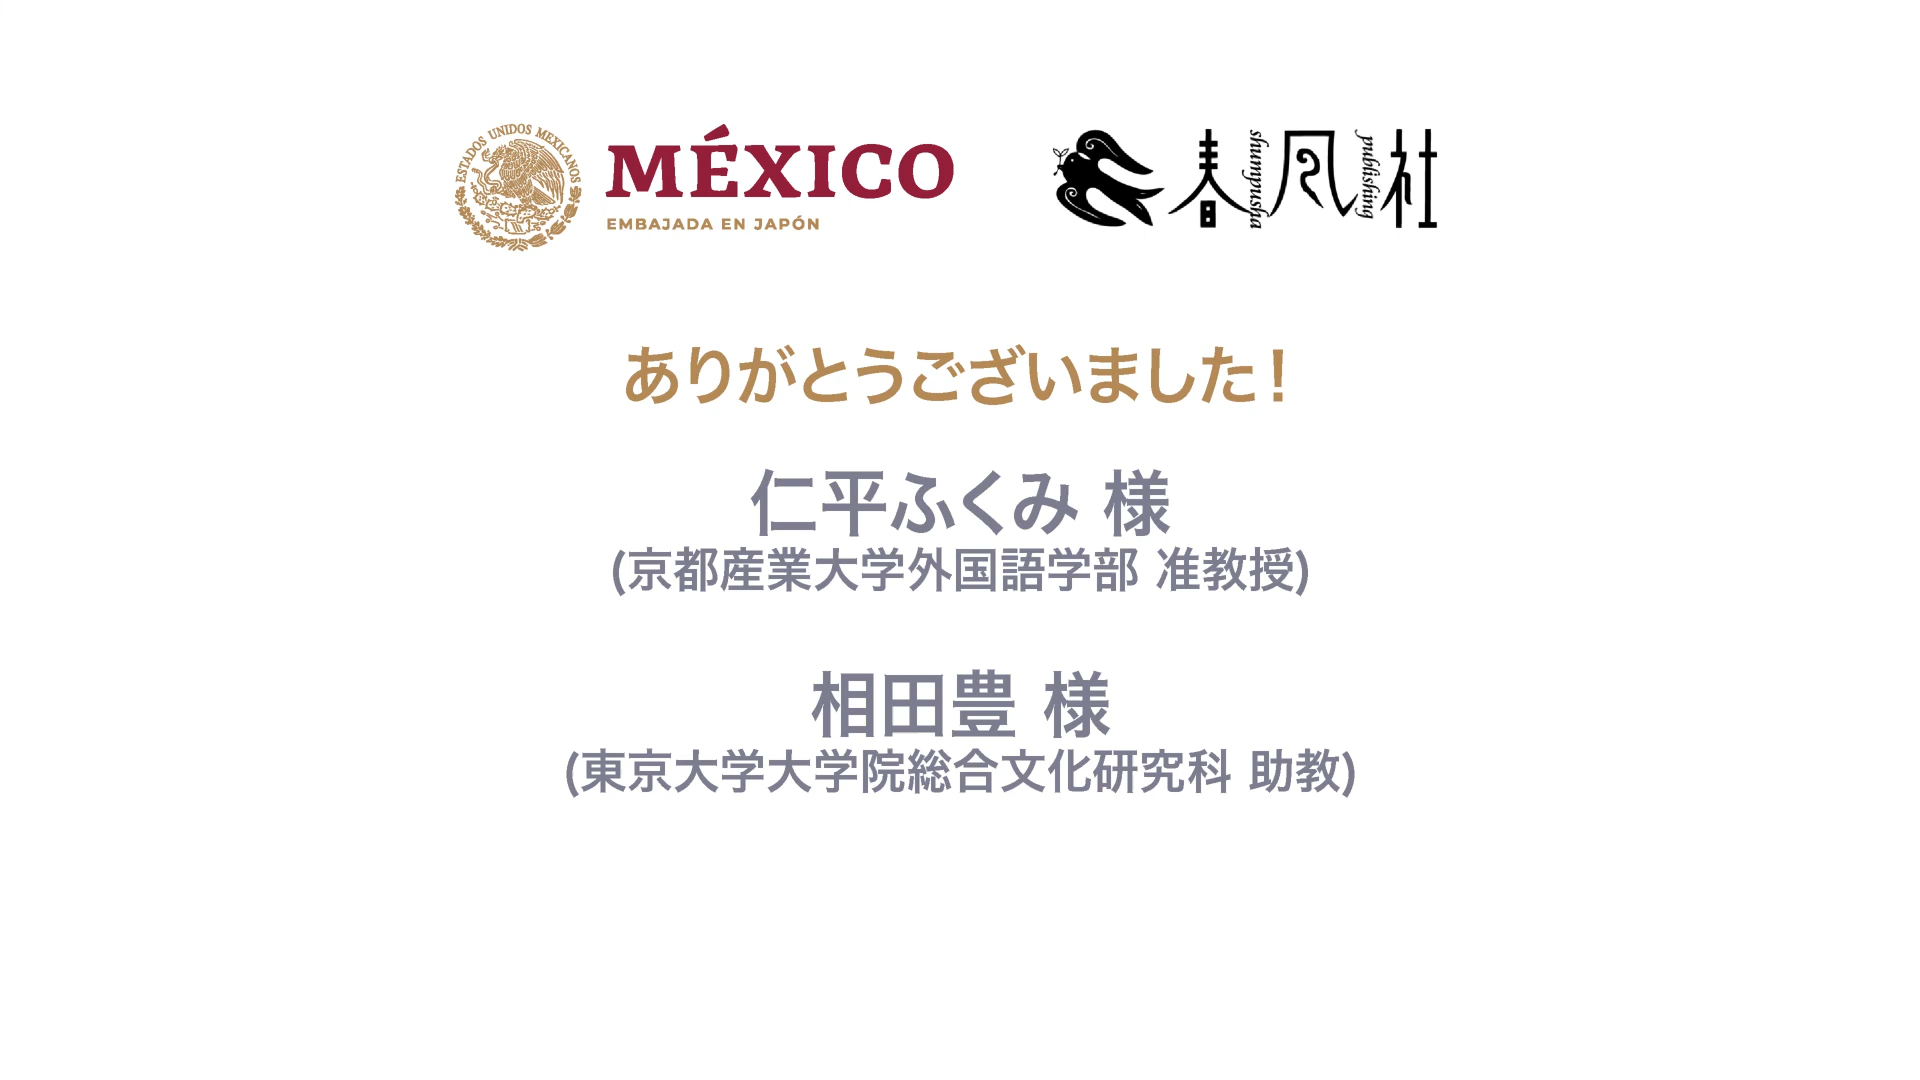 ESTADOS UNIDOS MEXICANOS
MÉXICO
EMBAJADA EN JAPÓN
春風社
shumpusha
publishing
ありがとうございました！
仁平ふくみ 様
(京都産業大学外国語学部 准教授)
相田豊 様
(東京大学大学院総合文化研究科 助教)